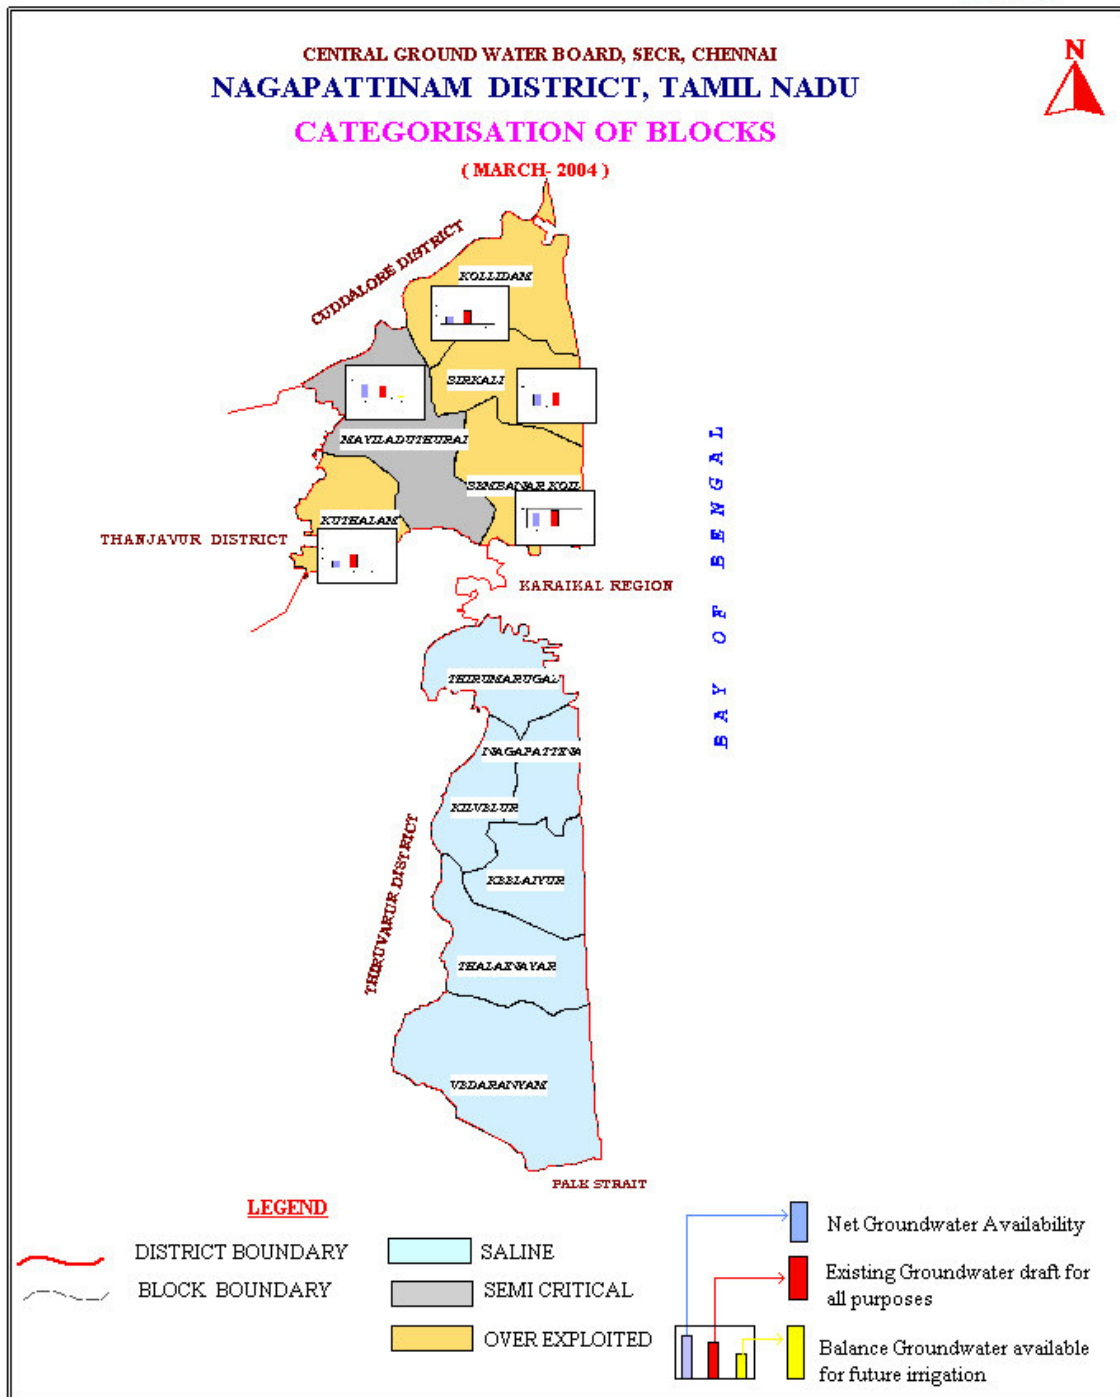 CENTRAL GROUND WATER BOARD, SECR, CHENNAI
NAGAPATTINAM DISTRICT, TAMIL NADU
CATEGORISATION OF BLOCKS
( MARCH- 2004 )
N
CUDDALORE DISTRICT
KOLLIDAM
SIRKALI
MAYILADUTHURAI
SEMBANAR KOIL
KUTHALAM
THANJAVUR DISTRICT
KARAIKAL REGION
BAY OF BENGAL
THIRUMARUGAL
NAGAPATTINA
KILVELUR
KEELAIYUR
THIRUVARUR DISTRICT
THALAINAYAR
VEDARANYAM
PALK STRAIT
LEGEND
DISTRICT BOUNDARY
BLOCK BOUNDARY
SALINE
SEMI CRITICAL
OVER EXPLOITED
Net Groundwater Availability
Existing Groundwater draft for
all purposes
Balance Groundwater available
for future irrigation